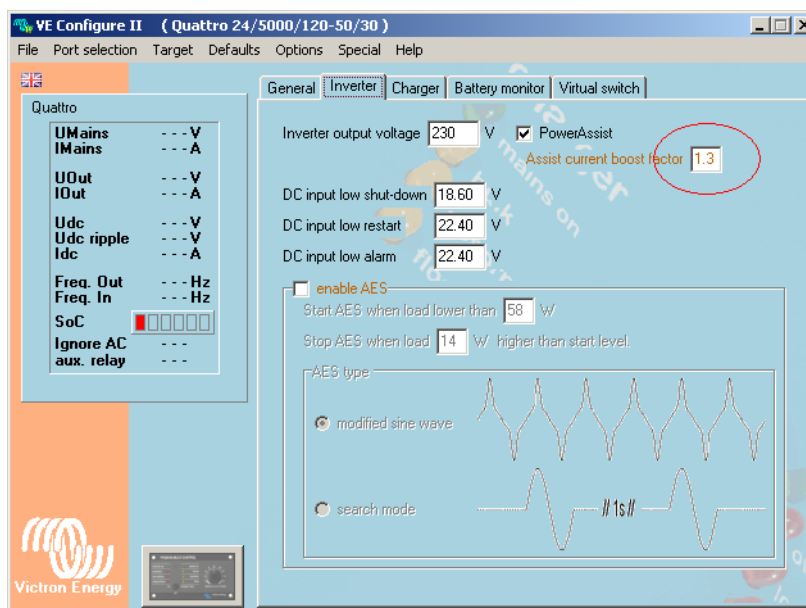 VE Configure II ( Quattro 24/5000/120-50/30 )
File Port selection Target Defaults Options Special Help
General Inverter Charger Battery monitor Virtual switch
Quattro
UMains - - - V
IMains - - - A
UOut - - - V
IOut - - - A
Udc - - - V
Udc ripple - - - V
Idc - - - A
Freq. Out - - - Hz
Freq. In - - - Hz
SoC
Ignore AC - - -
aux. relay - - -
Inverter output voltage 230 V PowerAssist
Assist current boost factor 1.3
DC input low shut-down 18.60 V
DC input low restart 22.40 V
DC input low alarm 22.40 V
enable AES
Start AES when load lower than 58 W
Stop AES when load 14 W higher than start level.
AES type
modified sine wave
search mode
// 1s //
victron Energy
mains on